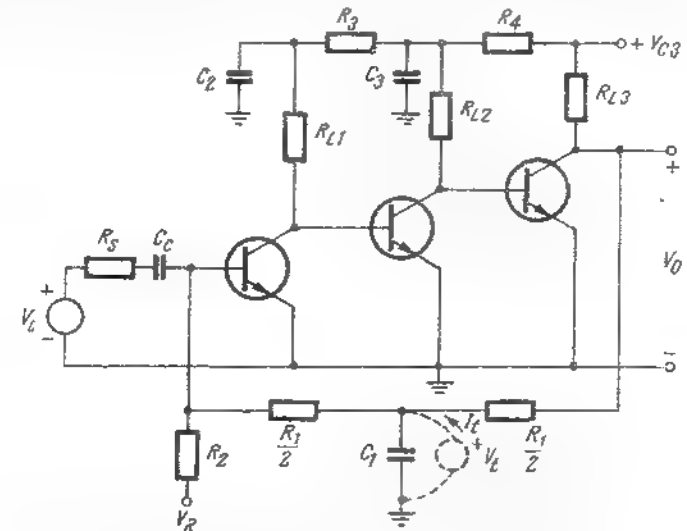 R3
R4
+ VC3
C2
C3
RL1
RL2
RL3
+
RS
CC
+
Vi
-
VO
-
R1
2
It
R1
2
R2
C1
+
Vt
VR